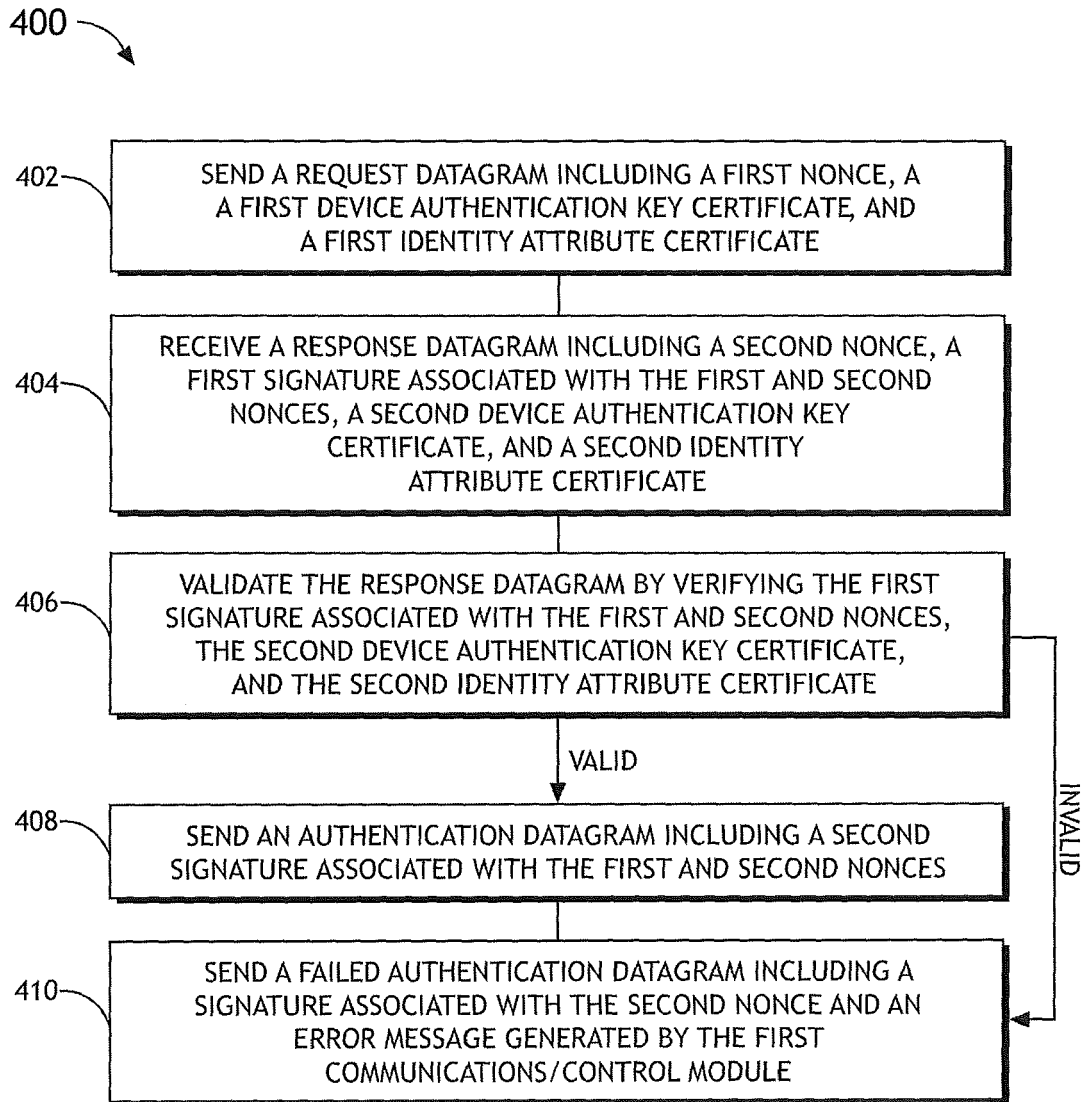 400
402
SEND A REQUEST DATAGRAM INCLUDING A FIRST NONCE, A
A FIRST DEVICE AUTHENTICATION KEY CERTIFICATE, AND
A FIRST IDENTITY ATTRIBUTE CERTIFICATE
404
RECEIVE A RESPONSE DATAGRAM INCLUDING A SECOND NONCE, A
FIRST SIGNATURE ASSOCIATED WITH THE FIRST AND SECOND
NONCES, A SECOND DEVICE AUTHENTICATION KEY
CERTIFICATE, AND A SECOND IDENTITY
ATTRIBUTE CERTIFICATE
406
VALIDATE THE RESPONSE DATAGRAM BY VERIFYING THE FIRST
SIGNATURE ASSOCIATED WITH THE FIRST AND SECOND NONCES,
THE SECOND DEVICE AUTHENTICATION KEY CERTIFICATE,
AND THE SECOND IDENTITY ATTRIBUTE CERTIFICATE
VALID
INVALID
408
SEND AN AUTHENTICATION DATAGRAM INCLUDING A SECOND
SIGNATURE ASSOCIATED WITH THE FIRST AND SECOND NONCES
410
SEND A FAILED AUTHENTICATION DATAGRAM INCLUDING A
SIGNATURE ASSOCIATED WITH THE SECOND NONCE AND AN
ERROR MESSAGE GENERATED BY THE FIRST
COMMUNICATIONS/CONTROL MODULE